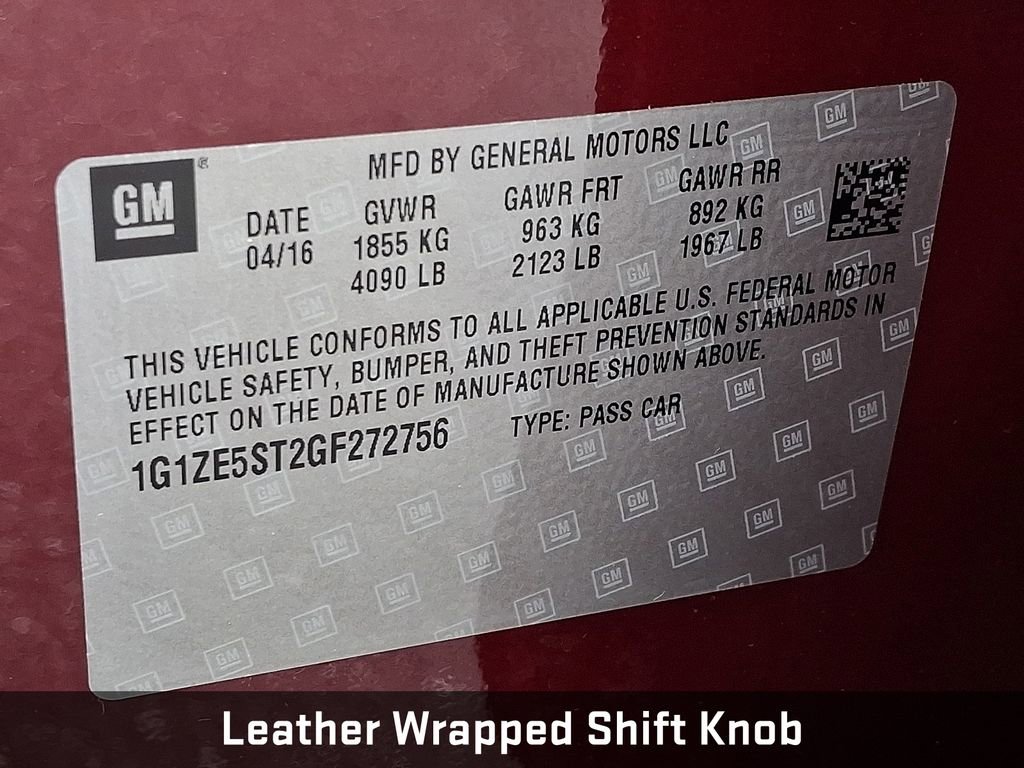 GM
MFD BY GENERAL MOTORS LLC
DATE GVWR GAWR FRT GAWR RR
04/16 1855 KG 963 KG 892 KG
4090 LB 2123 LB 1967 LB
THIS VEHICLE CONFORMS TO ALL APPLICABLE U.S. FEDERAL MOTOR
VEHICLE SAFETY, BUMPER, AND THEFT PREVENTION STANDARDS IN
EFFECT ON THE DATE OF MANUFACTURE SHOWN ABOVE.
1G1ZE5ST2GF272756 TYPE: PASS CAR
Leather Wrapped Shift Knob